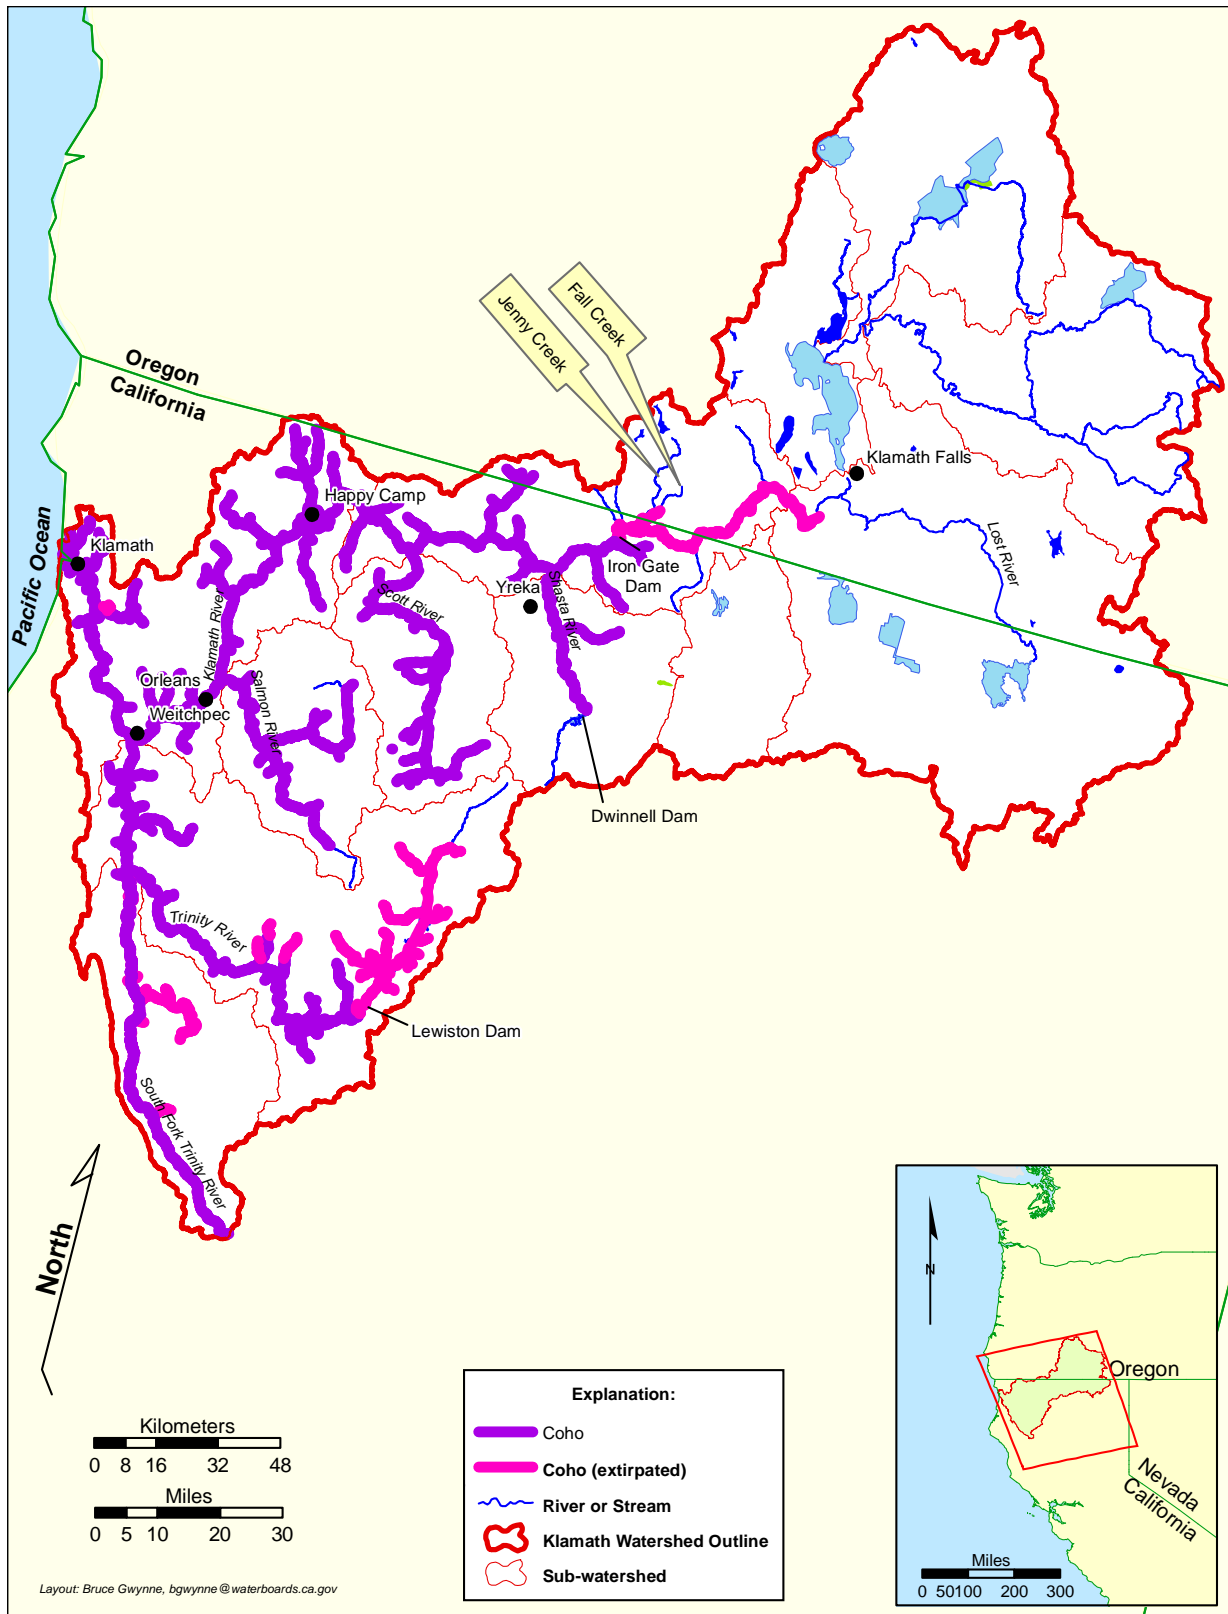 Oregon
California
Pacific Ocean
Jenny Creek
Fall Creek
Klamath Falls
Happy Camp
Klamath
Iron Gate
Dam
Yreka
Lost River
Scott River
Shasta River
Klamath River
Orleans
Weitchpec
Salmon River
Dwinnell Dam
Trinity River
Lewiston Dam
South Fork Trinity River
North
Kilometers
0 8 16 32 48
Miles
0 5 10 20 30
Layout: Bruce Gwynne, bgwynne@waterboards.ca.gov
Explanation:
Coho
Coho (extirpated)
River or Stream
Klamath Watershed Outline
Sub-watershed
N
Oregon
Nevada
California
Miles
0 50 100 200 300